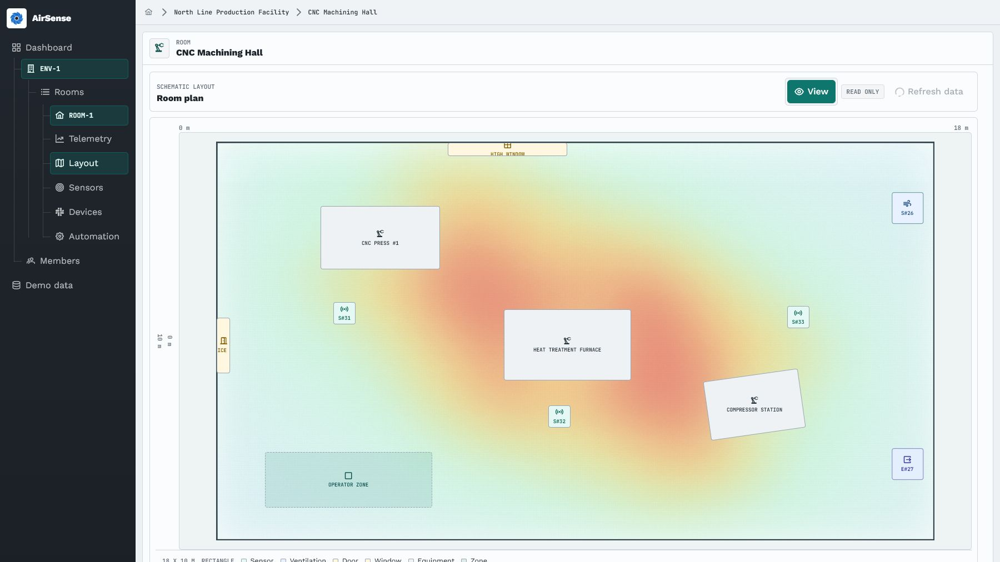 AirSense
North Line Production Facility
CNC Machining Hall
Dashboard
ENV-1
Rooms
ROOM-1
Telemetry
Layout
Sensors
Devices
Automation
Members
Demo data
ROOM
CNC Machining Hall
SCHEMATIC LAYOUT
Room plan
View
READ ONLY
Refresh data
0 m
18 m
HIGH WINDOW
S#26
CNC PRESS #1
S#31
S#33
0 m
10 m
ICE
HEAT TREATMENT FURNACE
COMPRESSOR STATION
S#32
E#27
OPERATOR ZONE
18 X 10 M RECTANGLE
Sensor
Ventilation
Door
Window
Equipment
Zone